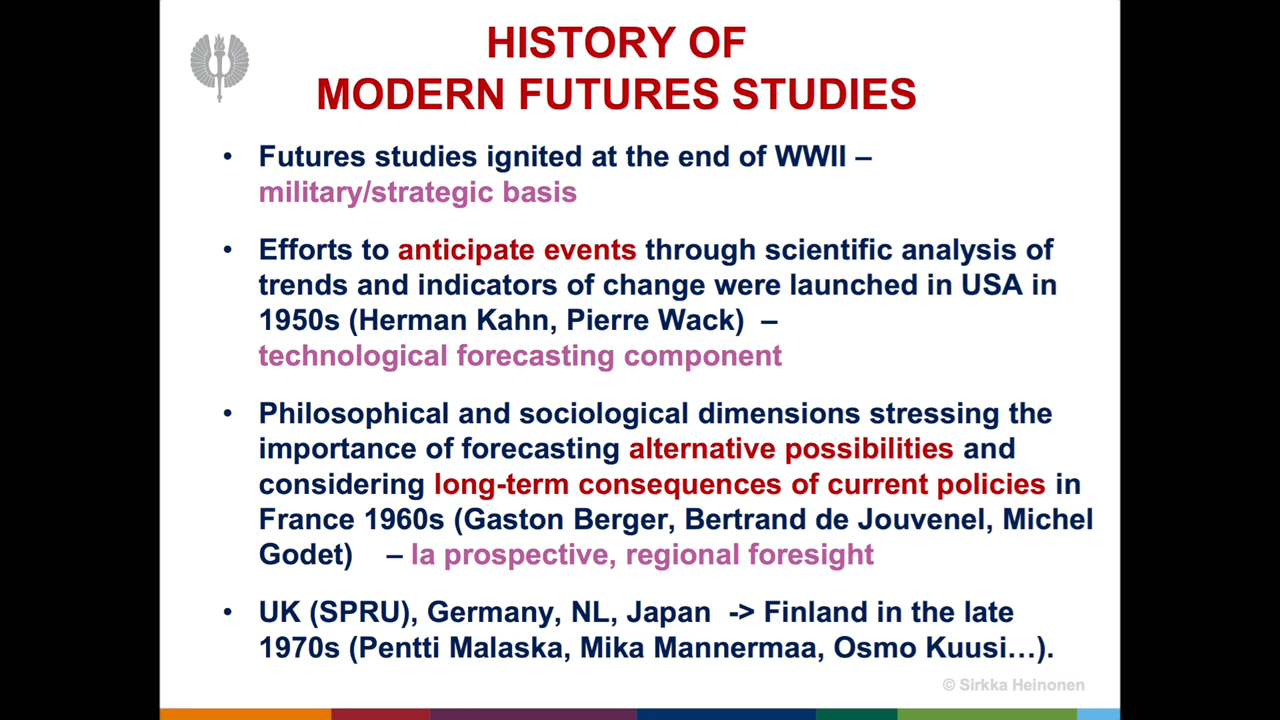 HISTORY OF
MODERN FUTURES STUDIES
• Futures studies ignited at the end of WWII –
military/strategic basis
• Efforts to anticipate events through scientific analysis of
trends and indicators of change were launched in USA in
1950s (Herman Kahn, Pierre Wack) –
technological forecasting component
• Philosophical and sociological dimensions stressing the
importance of forecasting alternative possibilities and
considering long-term consequences of current policies in
France 1960s (Gaston Berger, Bertrand de Jouvenel, Michel
Godet) – la prospective, regional foresight
• UK (SPRU), Germany, NL, Japan -> Finland in the late
1970s (Pentti Malaska, Mika Mannermaa, Osmo Kuusi…).
© Sirkka Heinonen